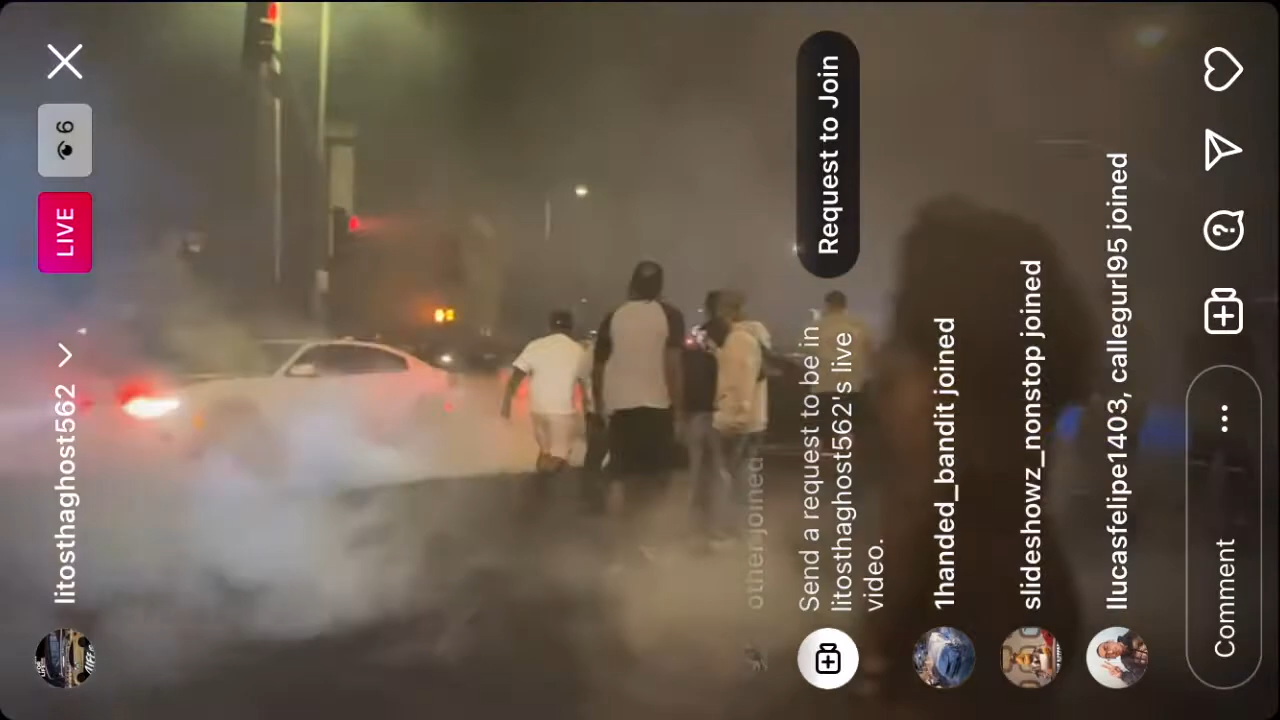 litosthaghost562
LIVE
6
other joined
Send a request to be in
litosthaghost562's live
video.
Request to Join
1handed_bandit joined
slideshowz_nonstop joined
llucasfelipe1403, callegurl95 joined
Comment